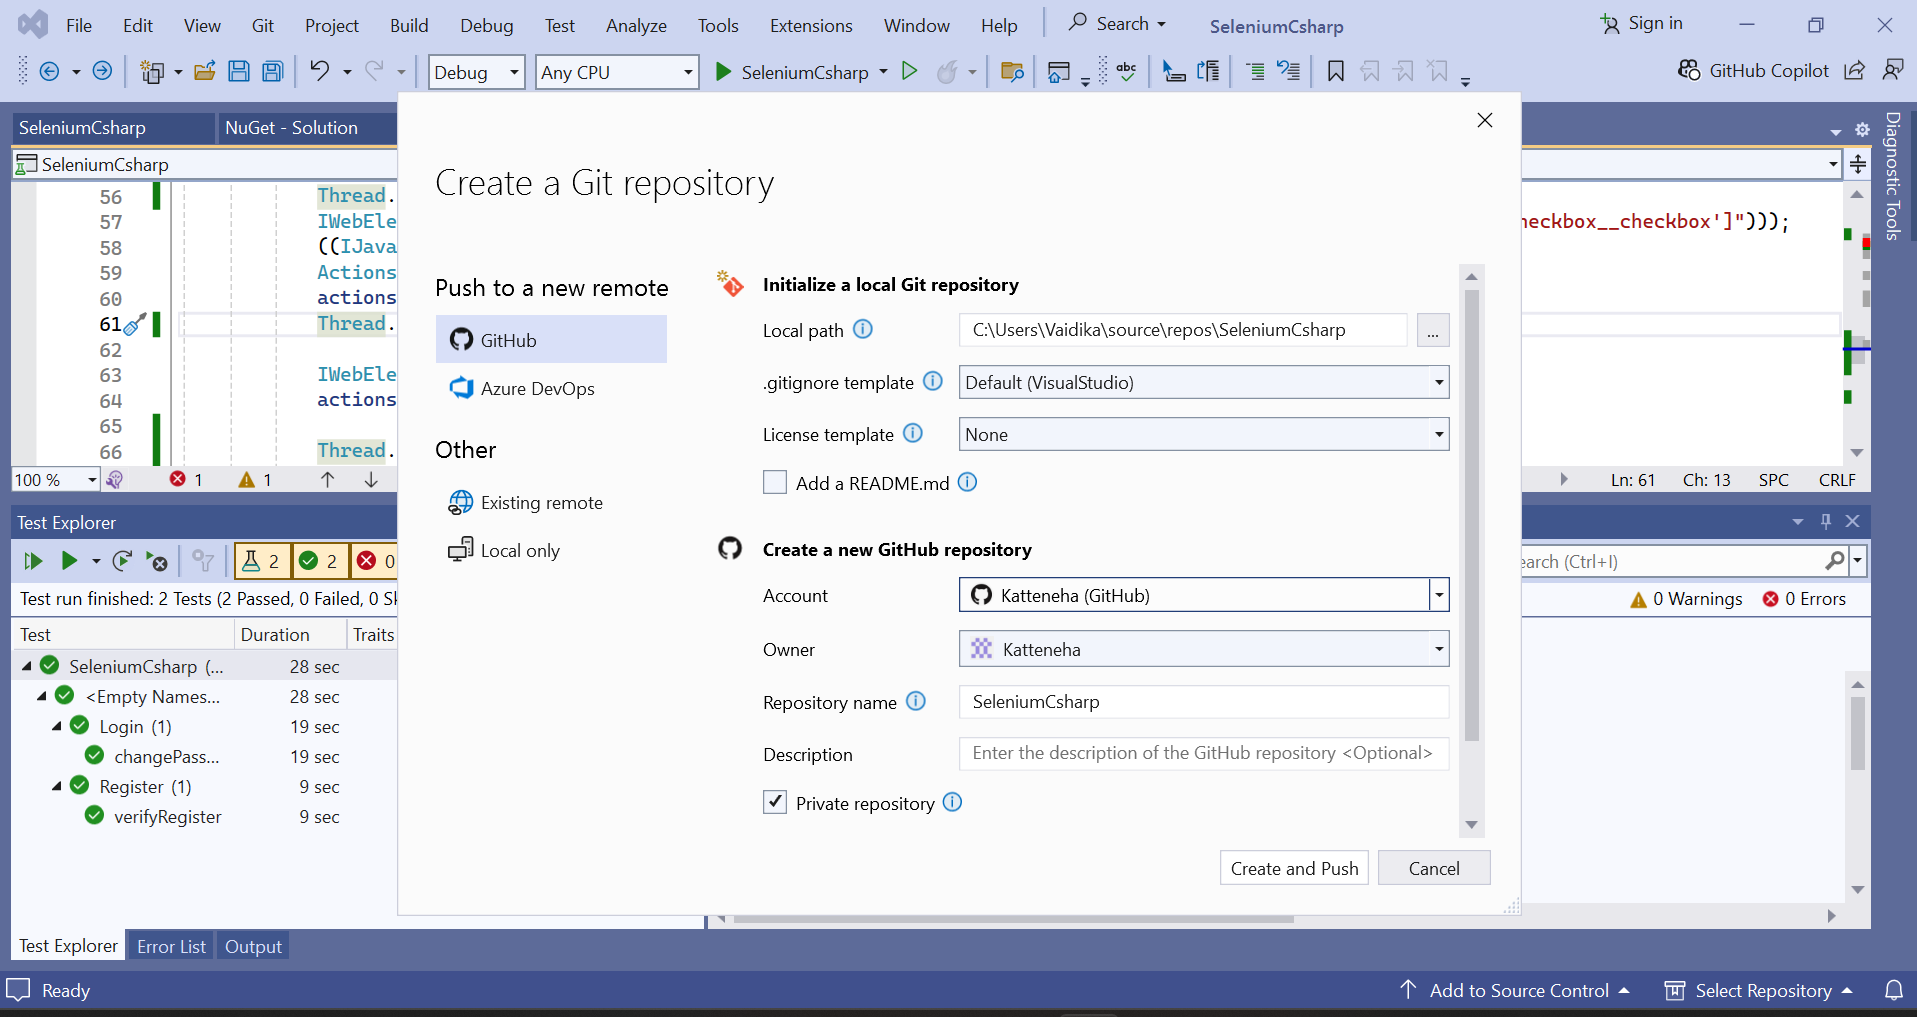 File Edit View Git Project Build Debug Test Analyze Tools Extensions Window Help Search SeleniumCsharp Sign in
Debug Any CPU SeleniumCsharp abc GitHub Copilot
SeleniumCsharp NuGet - Solution
SeleniumCsharp
Diagnostic Tools
56 Thread.
57 IWebEle
neckbox__checkbox']")));
58 ((IJava
59 Actions
60 actions
61 Thread.
62
63 IWebEle
64 actions
65
66 Thread.
100 % 1 1
Ln: 61 Ch: 13 SPC CRLF
Create a Git repository
Push to a new remote
GitHub
Azure DevOps
Other
Existing remote
Local only
Initialize a local Git repository
Local path C:\Users\Vaidika\source\repos\SeleniumCsharp ...
.gitignore template Default (VisualStudio)
License template None
Add a README.md
Create a new GitHub repository
Account Katteneha (GitHub)
Owner Katteneha
Repository name SeleniumCsharp
Description Enter the description of the GitHub repository <Optional>
Private repository
Create and Push Cancel
Test Explorer
2 2 0
earch (Ctrl+I)
Test run finished: 2 Tests (2 Passed, 0 Failed, 0 Sk
0 Warnings 0 Errors
Test Duration Traits
SeleniumCsharp (... 28 sec
<Empty Names... 28 sec
Login (1) 19 sec
changePass... 19 sec
Register (1) 9 sec
verifyRegister 9 sec
Test Explorer Error List Output
Ready Add to Source Control Select Repository